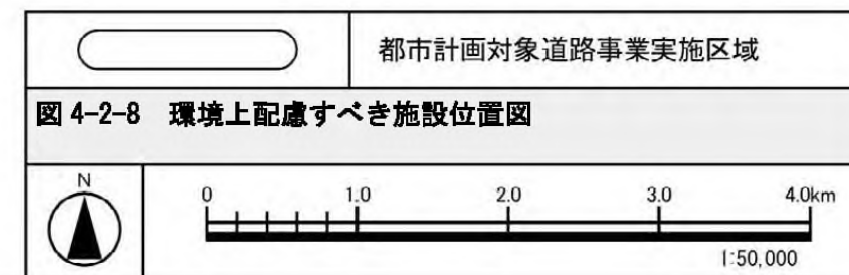 都市計画対象道路事業実施区域
図 4-2-8 環境上配慮すべき施設位置図
N
0 1.0 2.0 3.0 4.0km
1:50,000